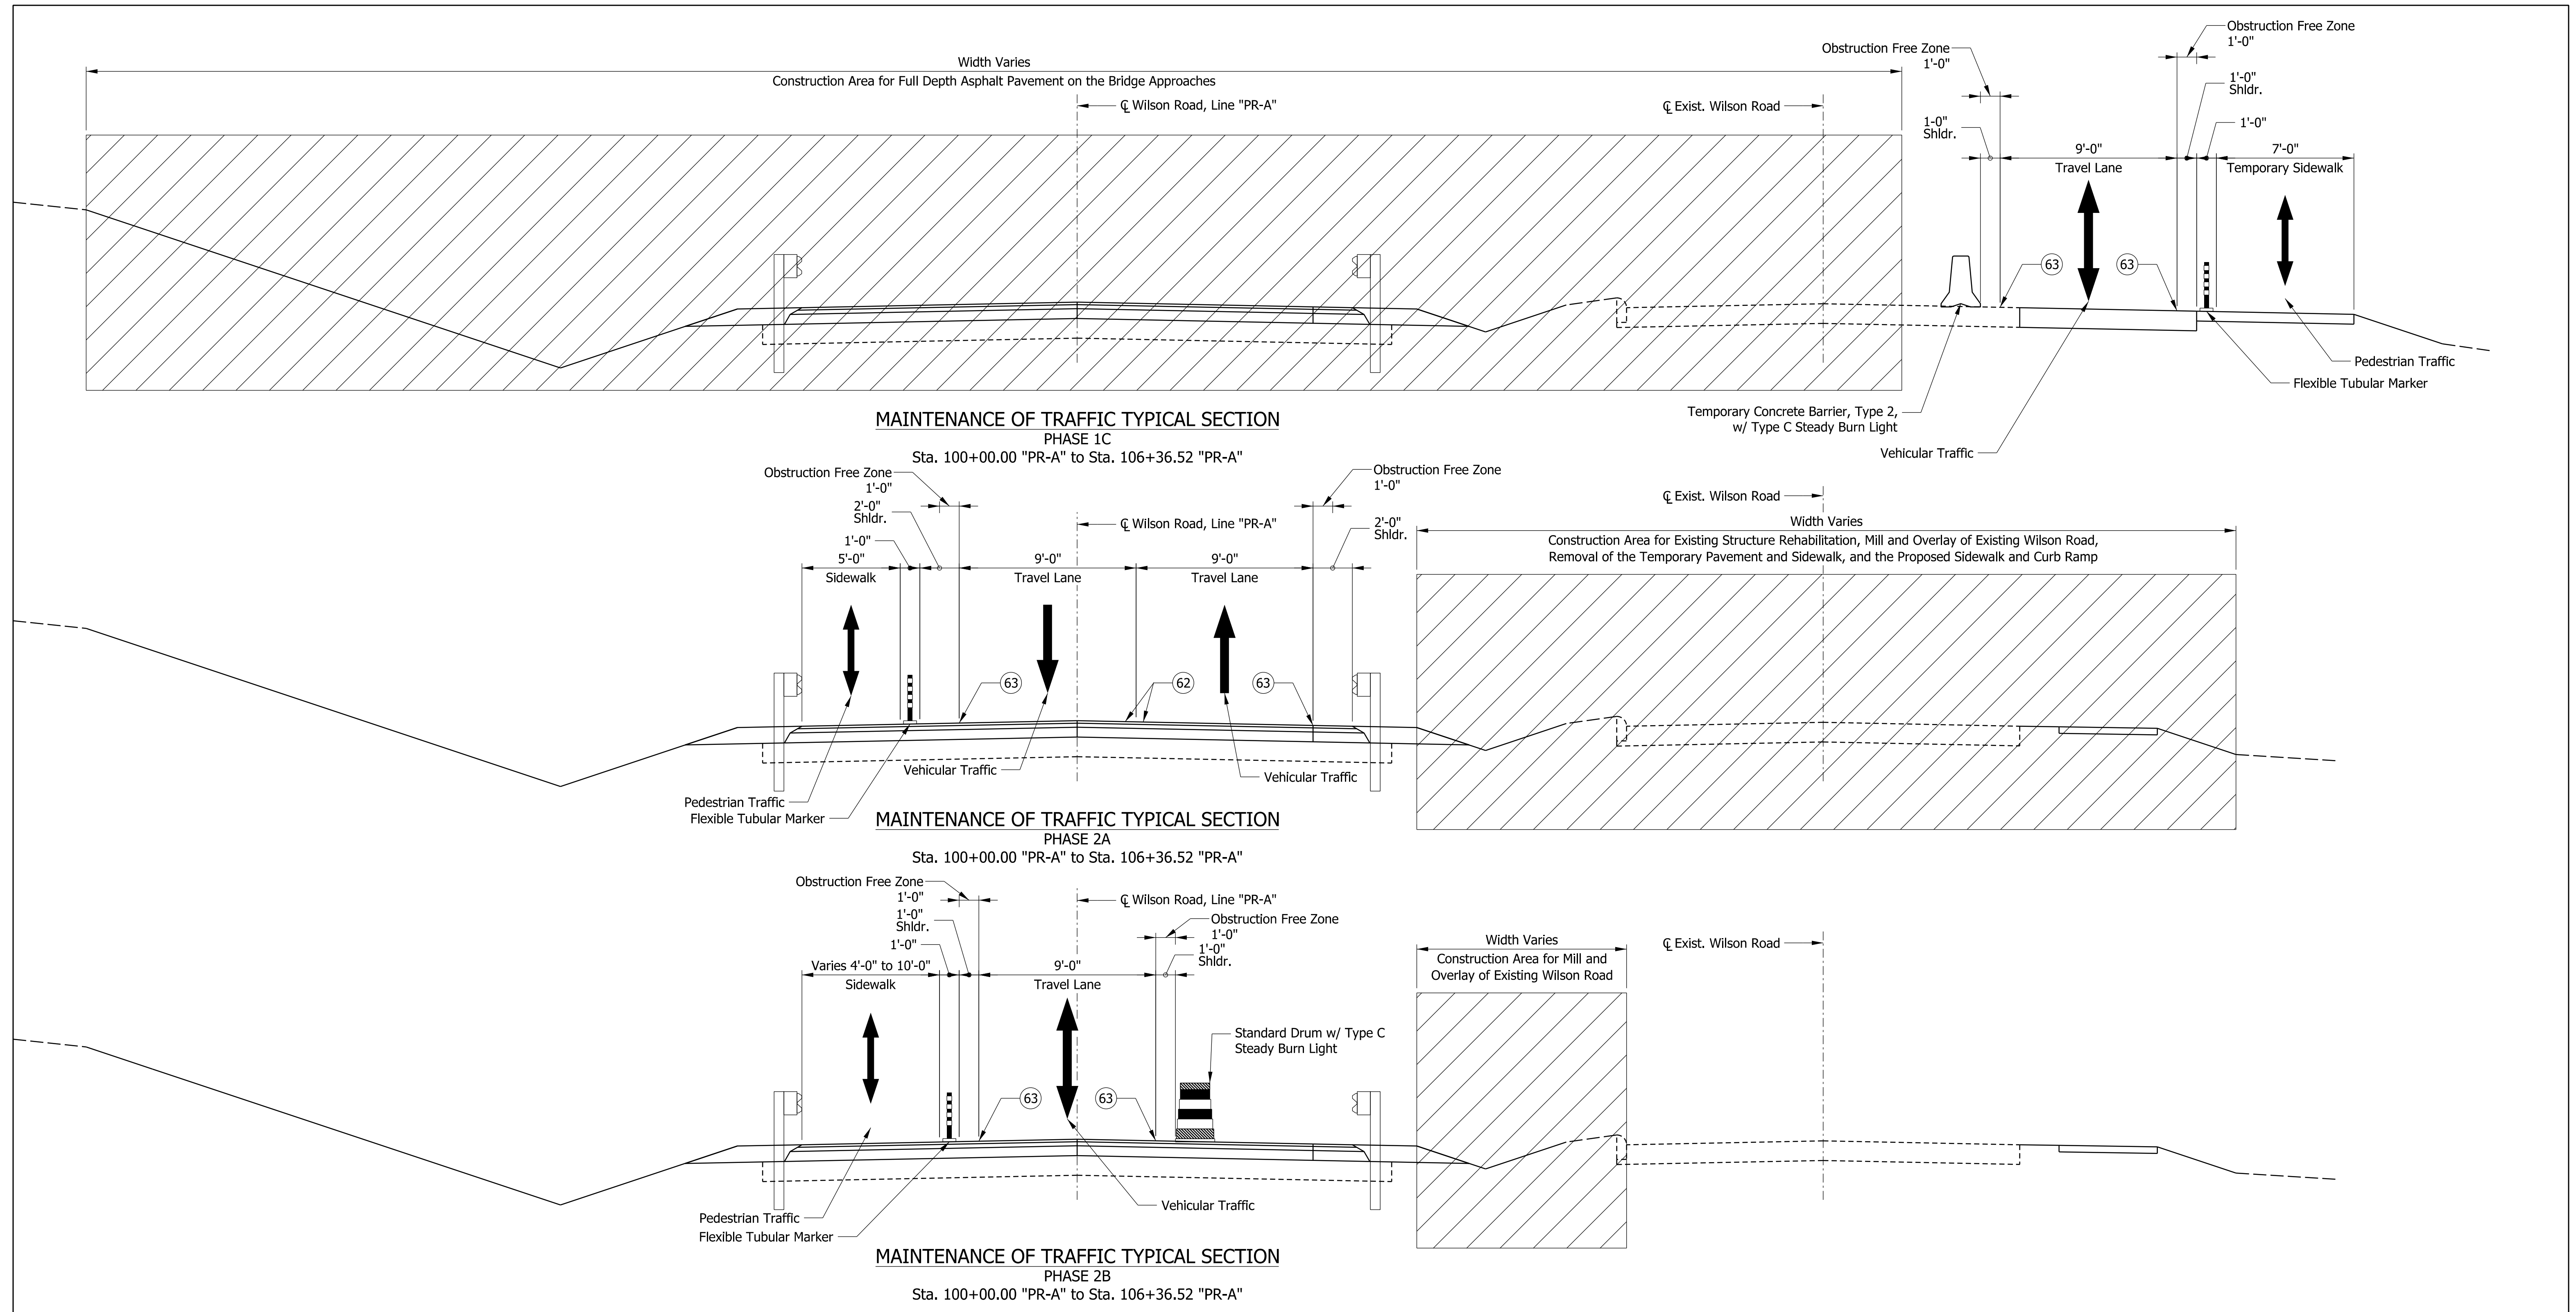 Width Varies
Construction Area for Full Depth Asphalt Pavement on the Bridge Approaches
℄ Wilson Road, Line "PR-A"
℄ Exist. Wilson Road
Obstruction Free Zone
1'-0"
1-0"
Shldr.
9'-0"
Travel Lane
Obstruction Free Zone
1'-0"
1'-0"
Shldr.
1'-0"
7'-0"
Temporary Sidewalk
63
63
Pedestrian Traffic
Flexible Tubular Marker
Temporary Concrete Barrier, Type 2,
w/ Type C Steady Burn Light
Vehicular Traffic
MAINTENANCE OF TRAFFIC TYPICAL SECTION
PHASE 1C
Sta. 100+00.00 "PR-A" to Sta. 106+36.52 "PR-A"
Obstruction Free Zone
1'-0"
2'-0"
Shldr.
1'-0"
5'-0"
Sidewalk
℄ Wilson Road, Line "PR-A"
9'-0"
Travel Lane
9'-0"
Travel Lane
Obstruction Free Zone
1'-0"
2'-0"
Shldr.
℄ Exist. Wilson Road
Width Varies
Construction Area for Existing Structure Rehabilitation, Mill and Overlay of Existing Wilson Road,
Removal of the Temporary Pavement and Sidewalk, and the Proposed Sidewalk and Curb Ramp
63
62
63
Vehicular Traffic
Vehicular Traffic
Pedestrian Traffic
Flexible Tubular Marker
MAINTENANCE OF TRAFFIC TYPICAL SECTION
PHASE 2A
Sta. 100+00.00 "PR-A" to Sta. 106+36.52 "PR-A"
Obstruction Free Zone
1'-0"
1'-0"
Shldr.
1'-0"
Varies 4'-0" to 10'-0"
Sidewalk
℄ Wilson Road, Line "PR-A"
9'-0"
Travel Lane
Obstruction Free Zone
1'-0"
1'-0"
Shldr.
Width Varies
Construction Area for Mill and
Overlay of Existing Wilson Road
℄ Exist. Wilson Road
Standard Drum w/ Type C
Steady Burn Light
63
63
Vehicular Traffic
Pedestrian Traffic
Flexible Tubular Marker
MAINTENANCE OF TRAFFIC TYPICAL SECTION
PHASE 2B
Sta. 100+00.00 "PR-A" to Sta. 106+36.52 "PR-A"